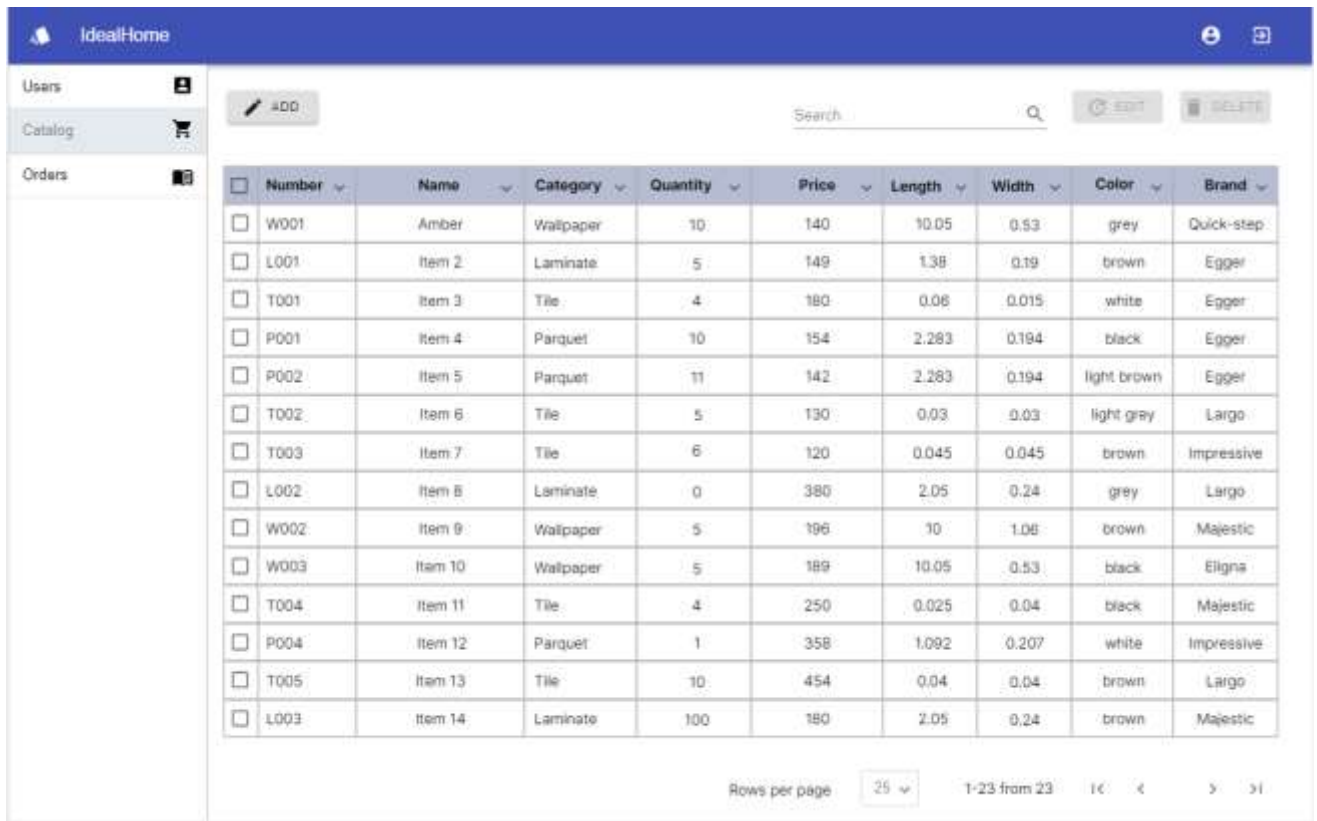 IdealHome
Users
Catalog
Orders
ADD
Search
EDIT
DELETE
Number Name Category Quantity Price Length Width Color Brand
W001 Amber Wallpaper 10 140 10.05 0.53 grey Quick-step
L001 Item 2 Laminate 5 149 1.38 0.19 brown Egger
T001 Item 3 Tile 4 180 0.06 0.015 white Egger
P001 Item 4 Parquet 10 154 2.283 0.194 black Egger
P002 Item 5 Parquet 11 142 2.283 0.194 light brown Egger
T002 Item 6 Tile 5 130 0.03 0.03 light grey Largo
T003 Item 7 Tile 6 120 0.045 0.045 brown Impressive
L002 Item 8 Laminate 0 380 2.05 0.24 grey Largo
W002 Item 9 Wallpaper 5 196 10 1.06 brown Majestic
W003 Item 10 Wallpaper 5 189 10.05 0.53 black Eligna
T004 Item 11 Tile 4 250 0.025 0.04 black Majestic
P004 Item 12 Parquet 1 358 1.092 0.207 white Impressive
T005 Item 13 Tile 10 454 0.04 0.04 brown Largo
L003 Item 14 Laminate 100 180 2.05 0.24 brown Majestic
Rows per page 25 1-23 from 23